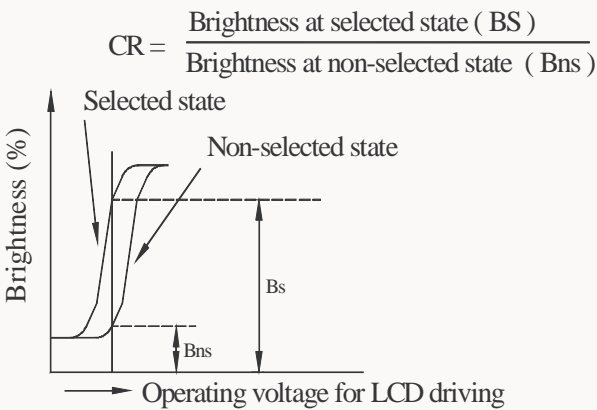 CR = Brightness at selected state ( BS )
Brightness at non-selected state ( Bns )
Selected state
Non-selected state
Brightness (%)
Bs
Bns
Operating voltage for LCD driving